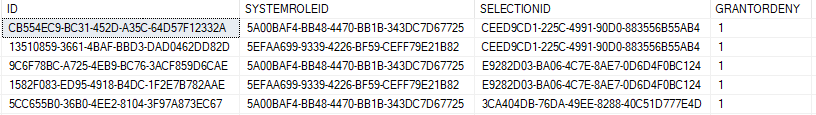 ID SYSTEMROLEID SELECTIONID GRANTORDENY
CB554EC9-BC31-452D-A35C-64D57F12332A 5A00BAF4-BB48-4470-BB1B-343DC7D67725 CEED9CD1-225C-4991-90D0-883556B55AB4 1
13510859-3661-4BAF-BBD3-DAD0462DD82D 5EFAA699-9339-4226-BF59-CEFF79E21B82 CEED9CD1-225C-4991-90D0-883556B55AB4 1
9C6F78BC-A725-4EB9-BC76-3ACF859D6CAE 5A00BAF4-BB48-4470-BB1B-343DC7D67725 E9282D03-BA06-4C7E-8AE7-0D6D4F0BC124 1
1582F083-ED95-4918-B4DC-1F2E7B782AAE 5EFAA699-9339-4226-BF59-CEFF79E21B82 E9282D03-BA06-4C7E-8AE7-0D6D4F0BC124 1
5CC655B0-36B0-4EE2-8104-3F97A873EC67 5A00BAF4-BB48-4470-BB1B-343DC7D67725 3CA404DB-76DA-49EE-8288-40C51D777E4D 1